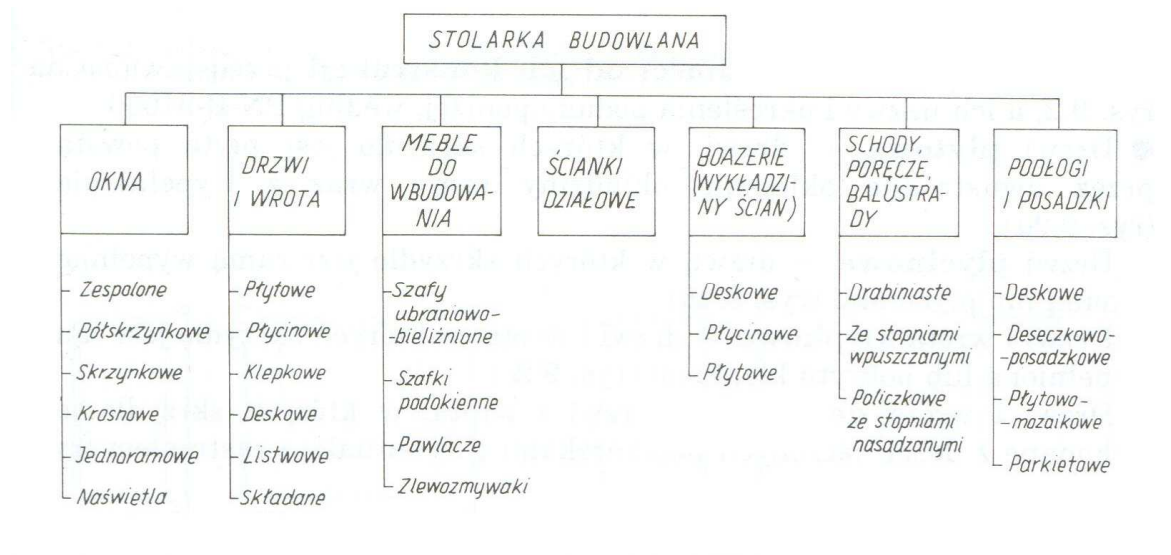 STOLARKA BUDOWLANA
OKNA
Zespolone
Półskrzynkowe
Skrzynkowe
Krosnowe
Jednoramowe
Naświetla
DRZWI
I WROTA
Płytowe
Płycinowe
Klepkowe
Deskowe
Listwowe
Składane
MEBLE
DO
WBUDOWA-
NIA
Szafy
ubraniowo-
bieliźniane
Szafki
podokienne
Pawlacze
Zlewozmywaki
ŚCIANKI
DZIAŁOWE
BOAZERIE
(WYKŁADZI-
NY ŚCIAN)
Deskowe
Płycinowe
Płytowe
SCHODY,
PORĘCZE,
BALUSTRA-
DY
Drabiniaste
Ze stopniami
wpuszczanymi
Policzkowe
ze stopniami
nasadzanymi
PODŁOGI
I POSADZKI
Deskowe
Deseczkowo-
-posadzkowe
Płytowo-
-mozaikowe
Parkietowe